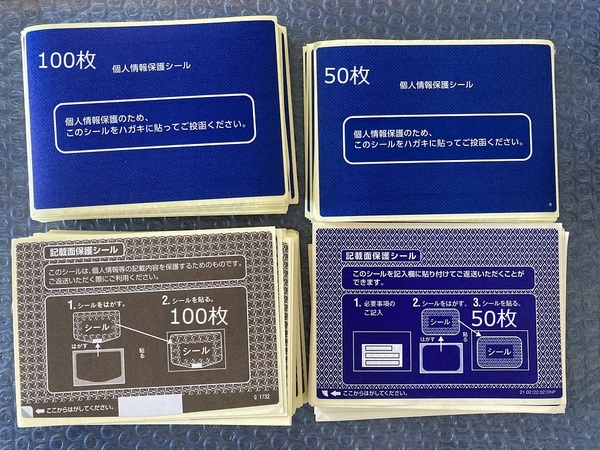 100枚
個人情報保護シール
個人情報保護のため、
このシールをハガキに貼ってご投函ください。
50枚
個人情報保護シール
個人情報保護のため、
このシールをハガキに貼ってご投函ください。
記載面保護シール
このシールは、個人情報等の記載内容を保護するためのものです。
ご返送いただく際にご利用ください。
1.シールをはがす。
2.シールを貼る。
100枚
シール
はがす
貼る
シール
ここからはがしてください。
G 1732
記載面保護シール
このシールを記入欄に貼り付けてご返送いただくことが
できます。
1.必要事項の
ご記入
2.シールをはがす。
3.シールを貼る。
50枚
シール
はがす
貼る
シール
ここからはがしてください。